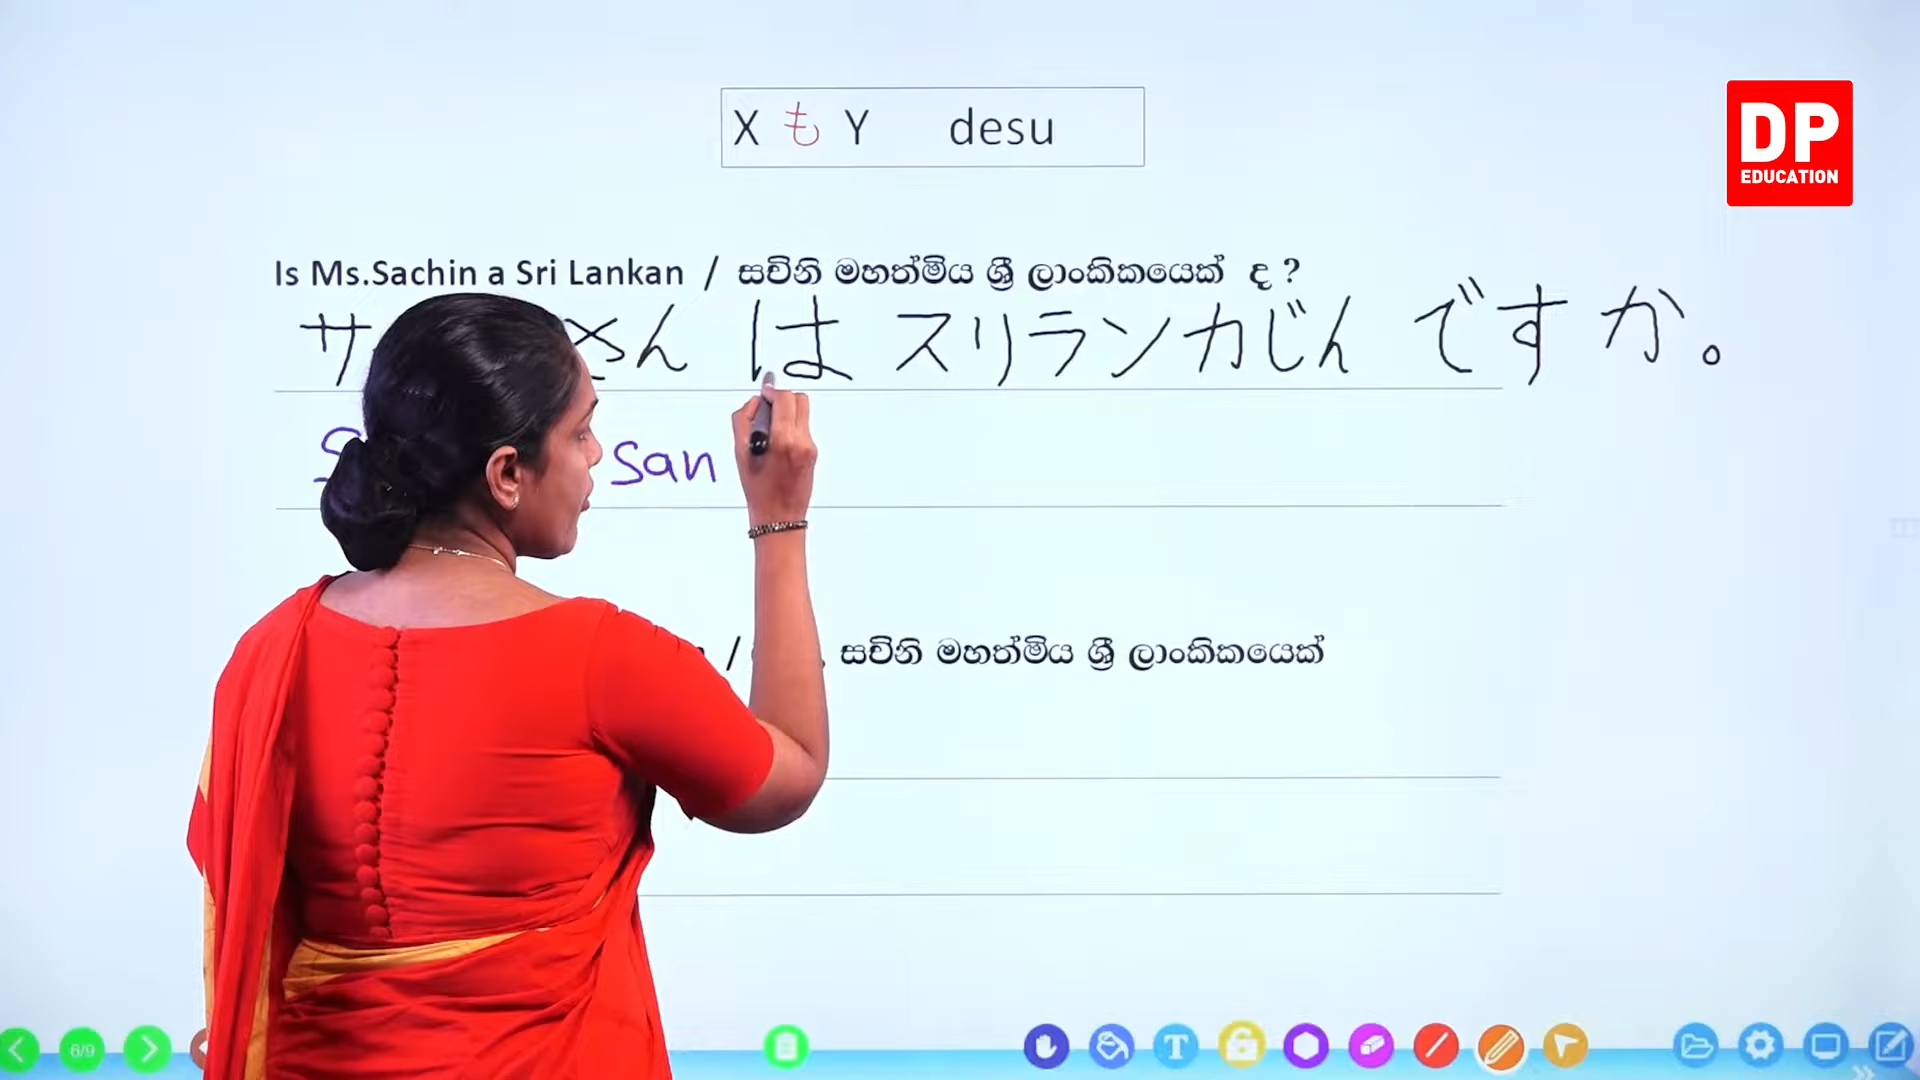 X も Y desu
DP
EDUCATION
Is Ms.Sachin a Sri Lankan / සචිනි මහත්මිය ශ්‍රී ලාංකිකයෙක් ද ?
サ さん は スリランカじん です か。
san
/ සචිනි මහත්මිය ශ්‍රී ලාංකිකයෙක්
6/9
T